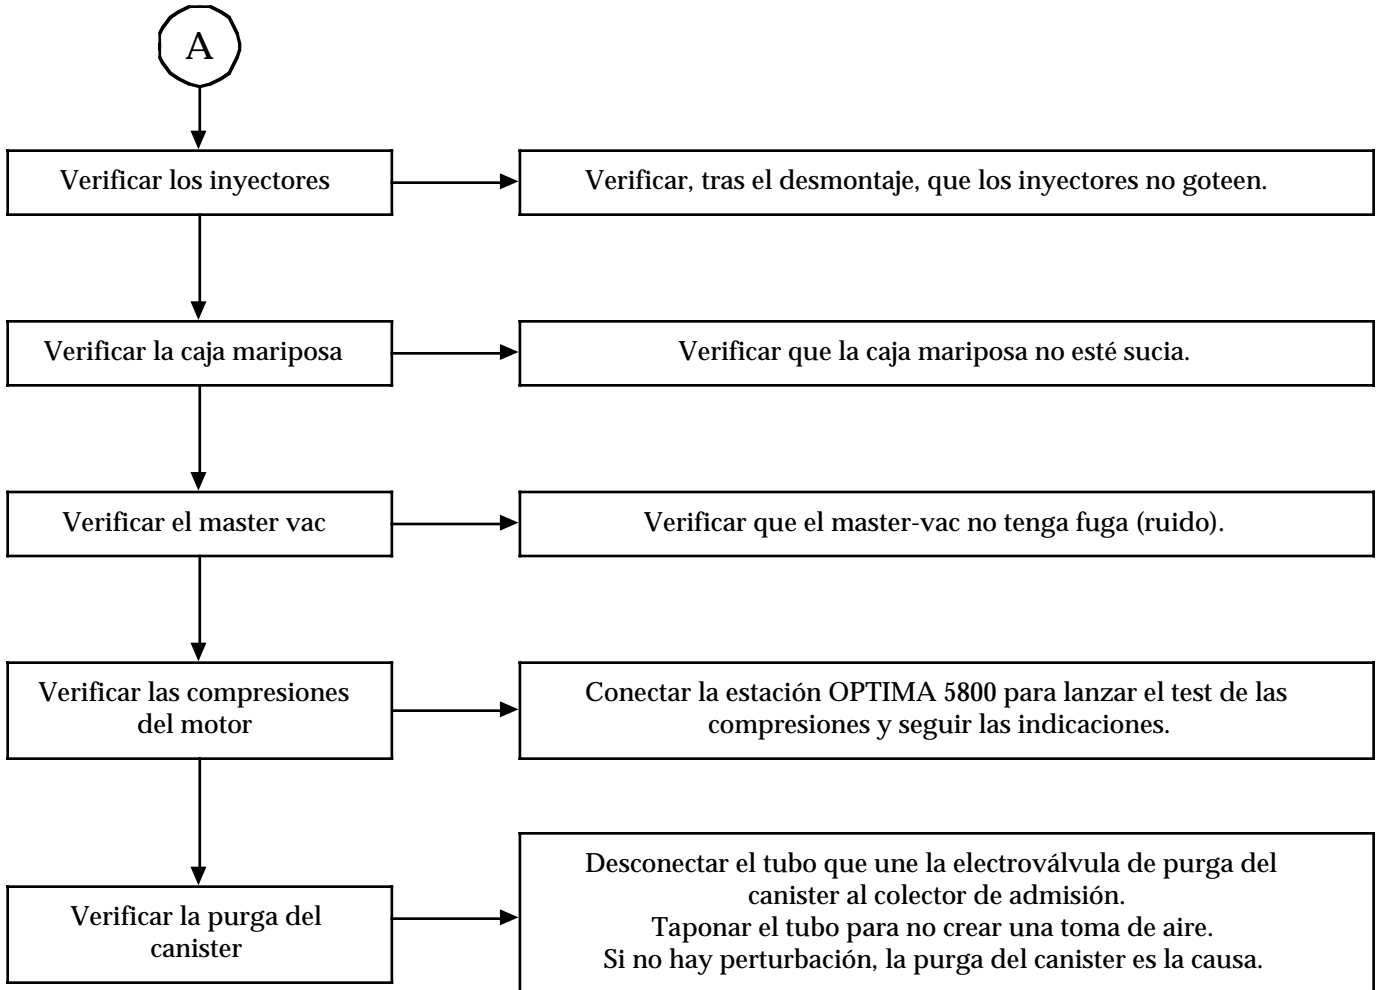 A
Verificar los inyectores
Verificar, tras el desmontaje, que los inyectores no goteen.
Verificar la caja mariposa
Verificar que la caja mariposa no esté sucia.
Verificar el master vac
Verificar que el master-vac no tenga fuga (ruido).
Verificar las compresiones
del motor
Conectar la estación OPTIMA 5800 para lanzar el test de las
compresiones y seguir las indicaciones.
Verificar la purga del
canister
Desconectar el tubo que une la electroválvula de purga del
canister al colector de admisión.
Taponar el tubo para no crear una toma de aire.
Si no hay perturbación, la purga del canister es la causa.